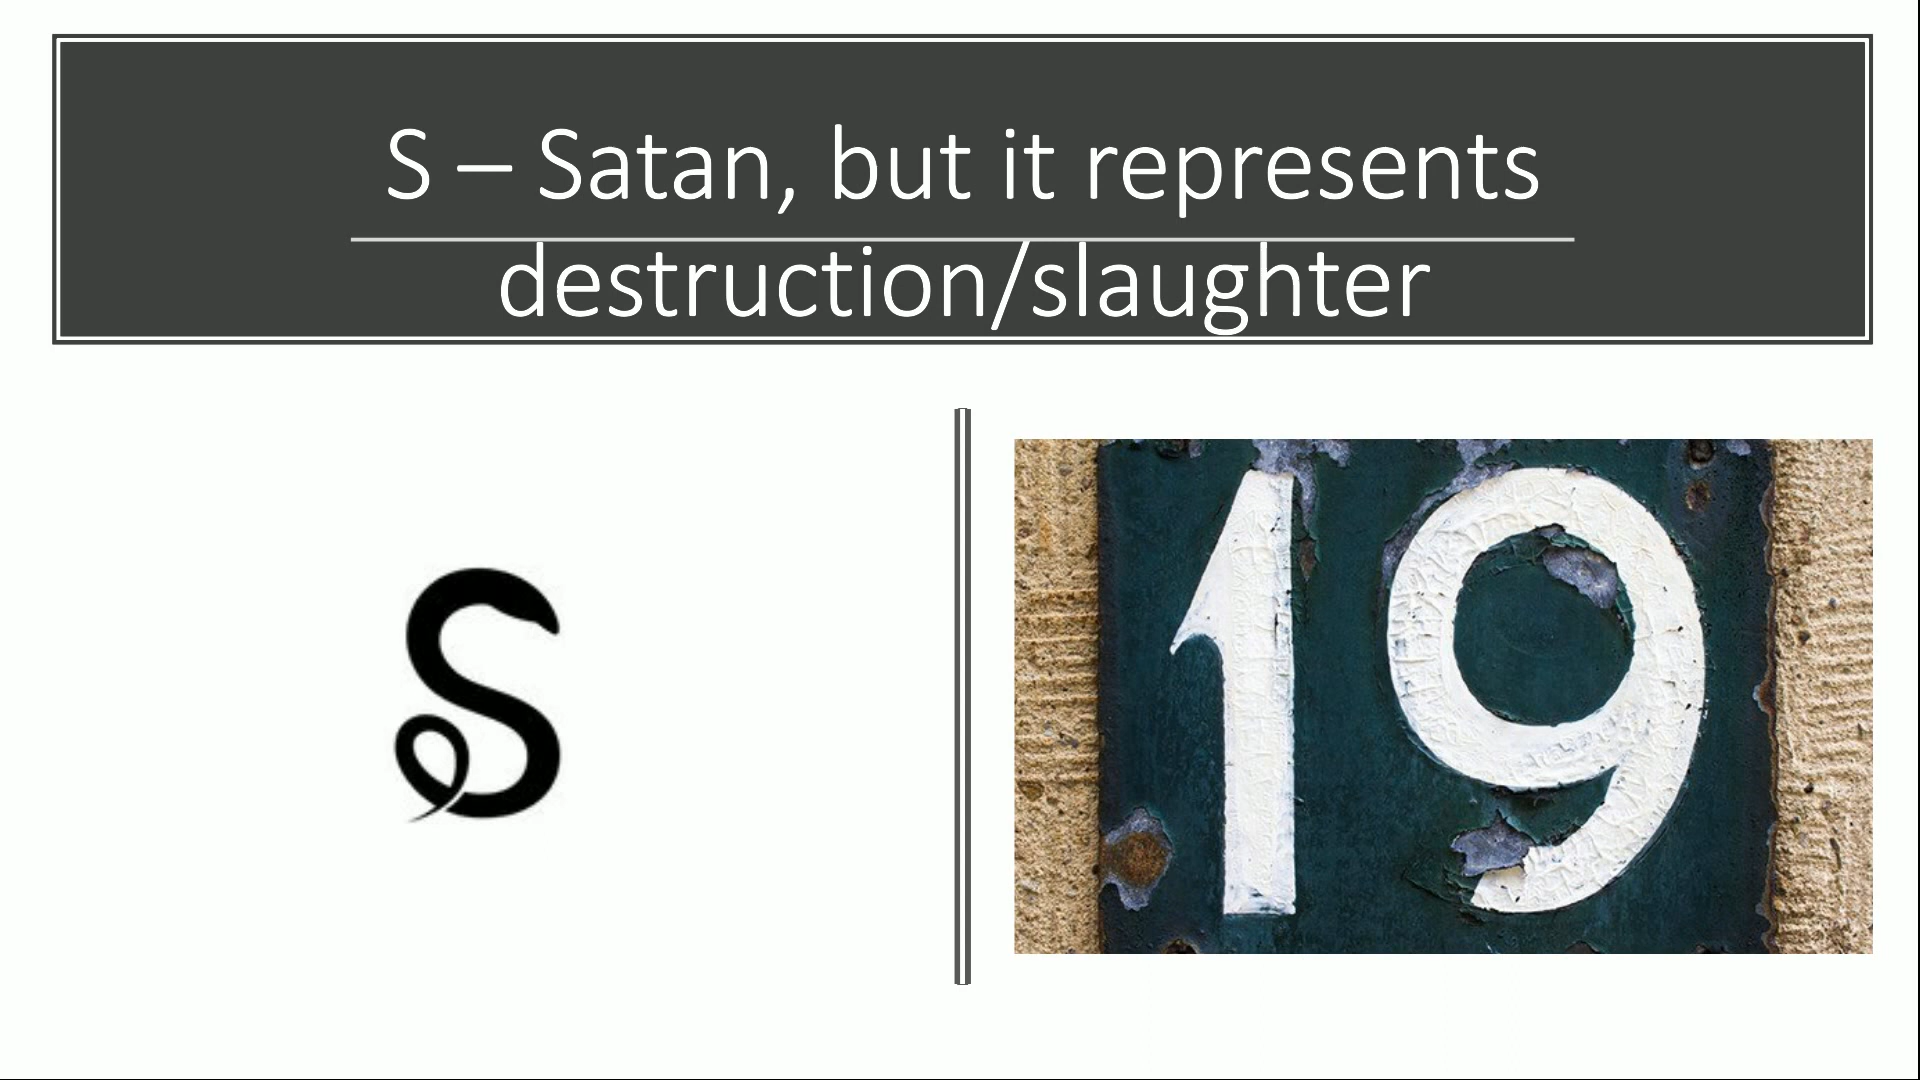 S – Satan, but it represents
destruction/slaughter
S
19